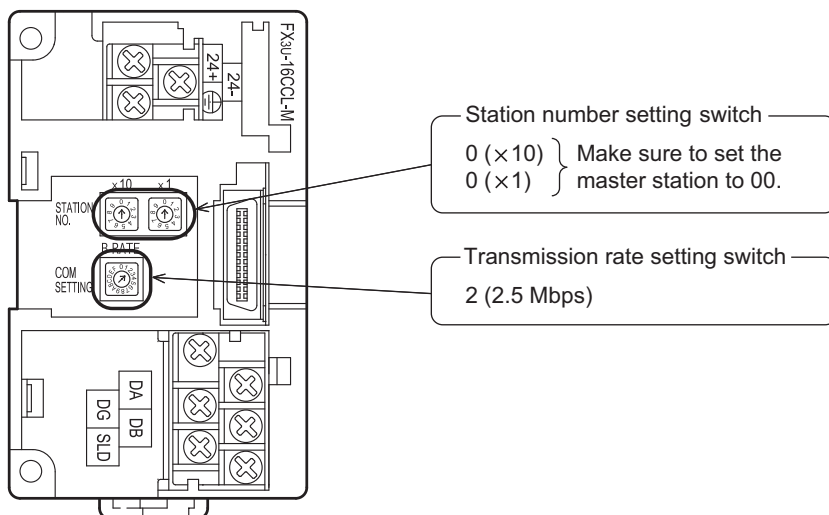 FX3U-16CCL-M
24+
24-
×10 ×1
STATION
NO.
B RATE
COM
SETTING
DA
DG
DB
SLD
Station number setting switch
0 (×10)
0 (×1)
Make sure to set the
master station to 00.
Transmission rate setting switch
2 (2.5 Mbps)